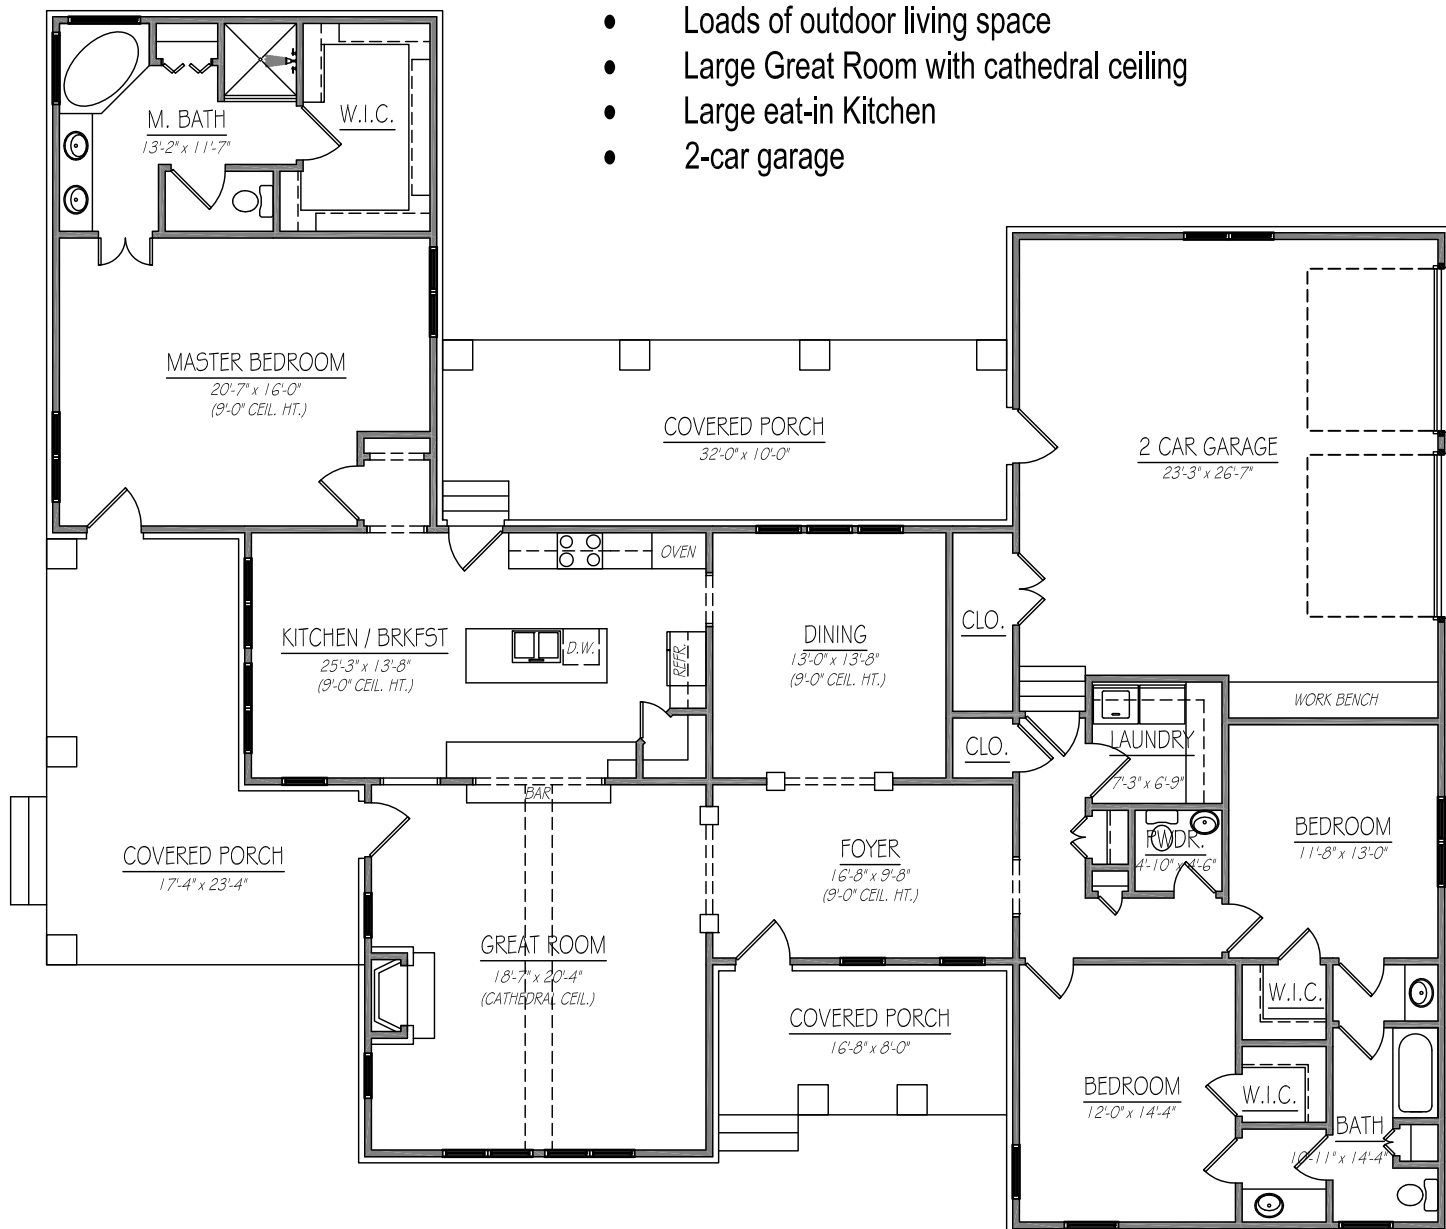 • Loads of outdoor living space
• Large Great Room with cathedral ceiling
• Large eat-in Kitchen
• 2-car garage
M. BATH
13'-2" x 11'-7"
W.I.C.
MASTER BEDROOM
20'-7" x 16'-0"
(9'-0" CEIL. HT.)
COVERED PORCH
32'-0" x 10'-0"
2 CAR GARAGE
23'-3" x 26'-7"
OVEN
KITCHEN / BRKFST
25'-3" x 13'-8"
(9'-0" CEIL. HT.)
D.W.
REFR.
DINING
13'-0" x 13'-8"
(9'-0" CEIL. HT.)
CLO.
WORK BENCH
CLO.
LAUNDRY
7'-3" x 6'-9"
BAR
COVERED PORCH
17'-4" x 23'-4"
FOYER
16'-8" x 9'-8"
(9'-0" CEIL. HT.)
PWDR.
4'-10" x 4'-6"
BEDROOM
11'-8" x 13'-0"
GREAT ROOM
18'-7" x 20'-4"
(CATHEDRAL CEIL.)
COVERED PORCH
16'-8" x 8'-0"
W.I.C.
BEDROOM
12'-0" x 14'-4"
W.I.C.
BATH
10'-11" x 14'-4"